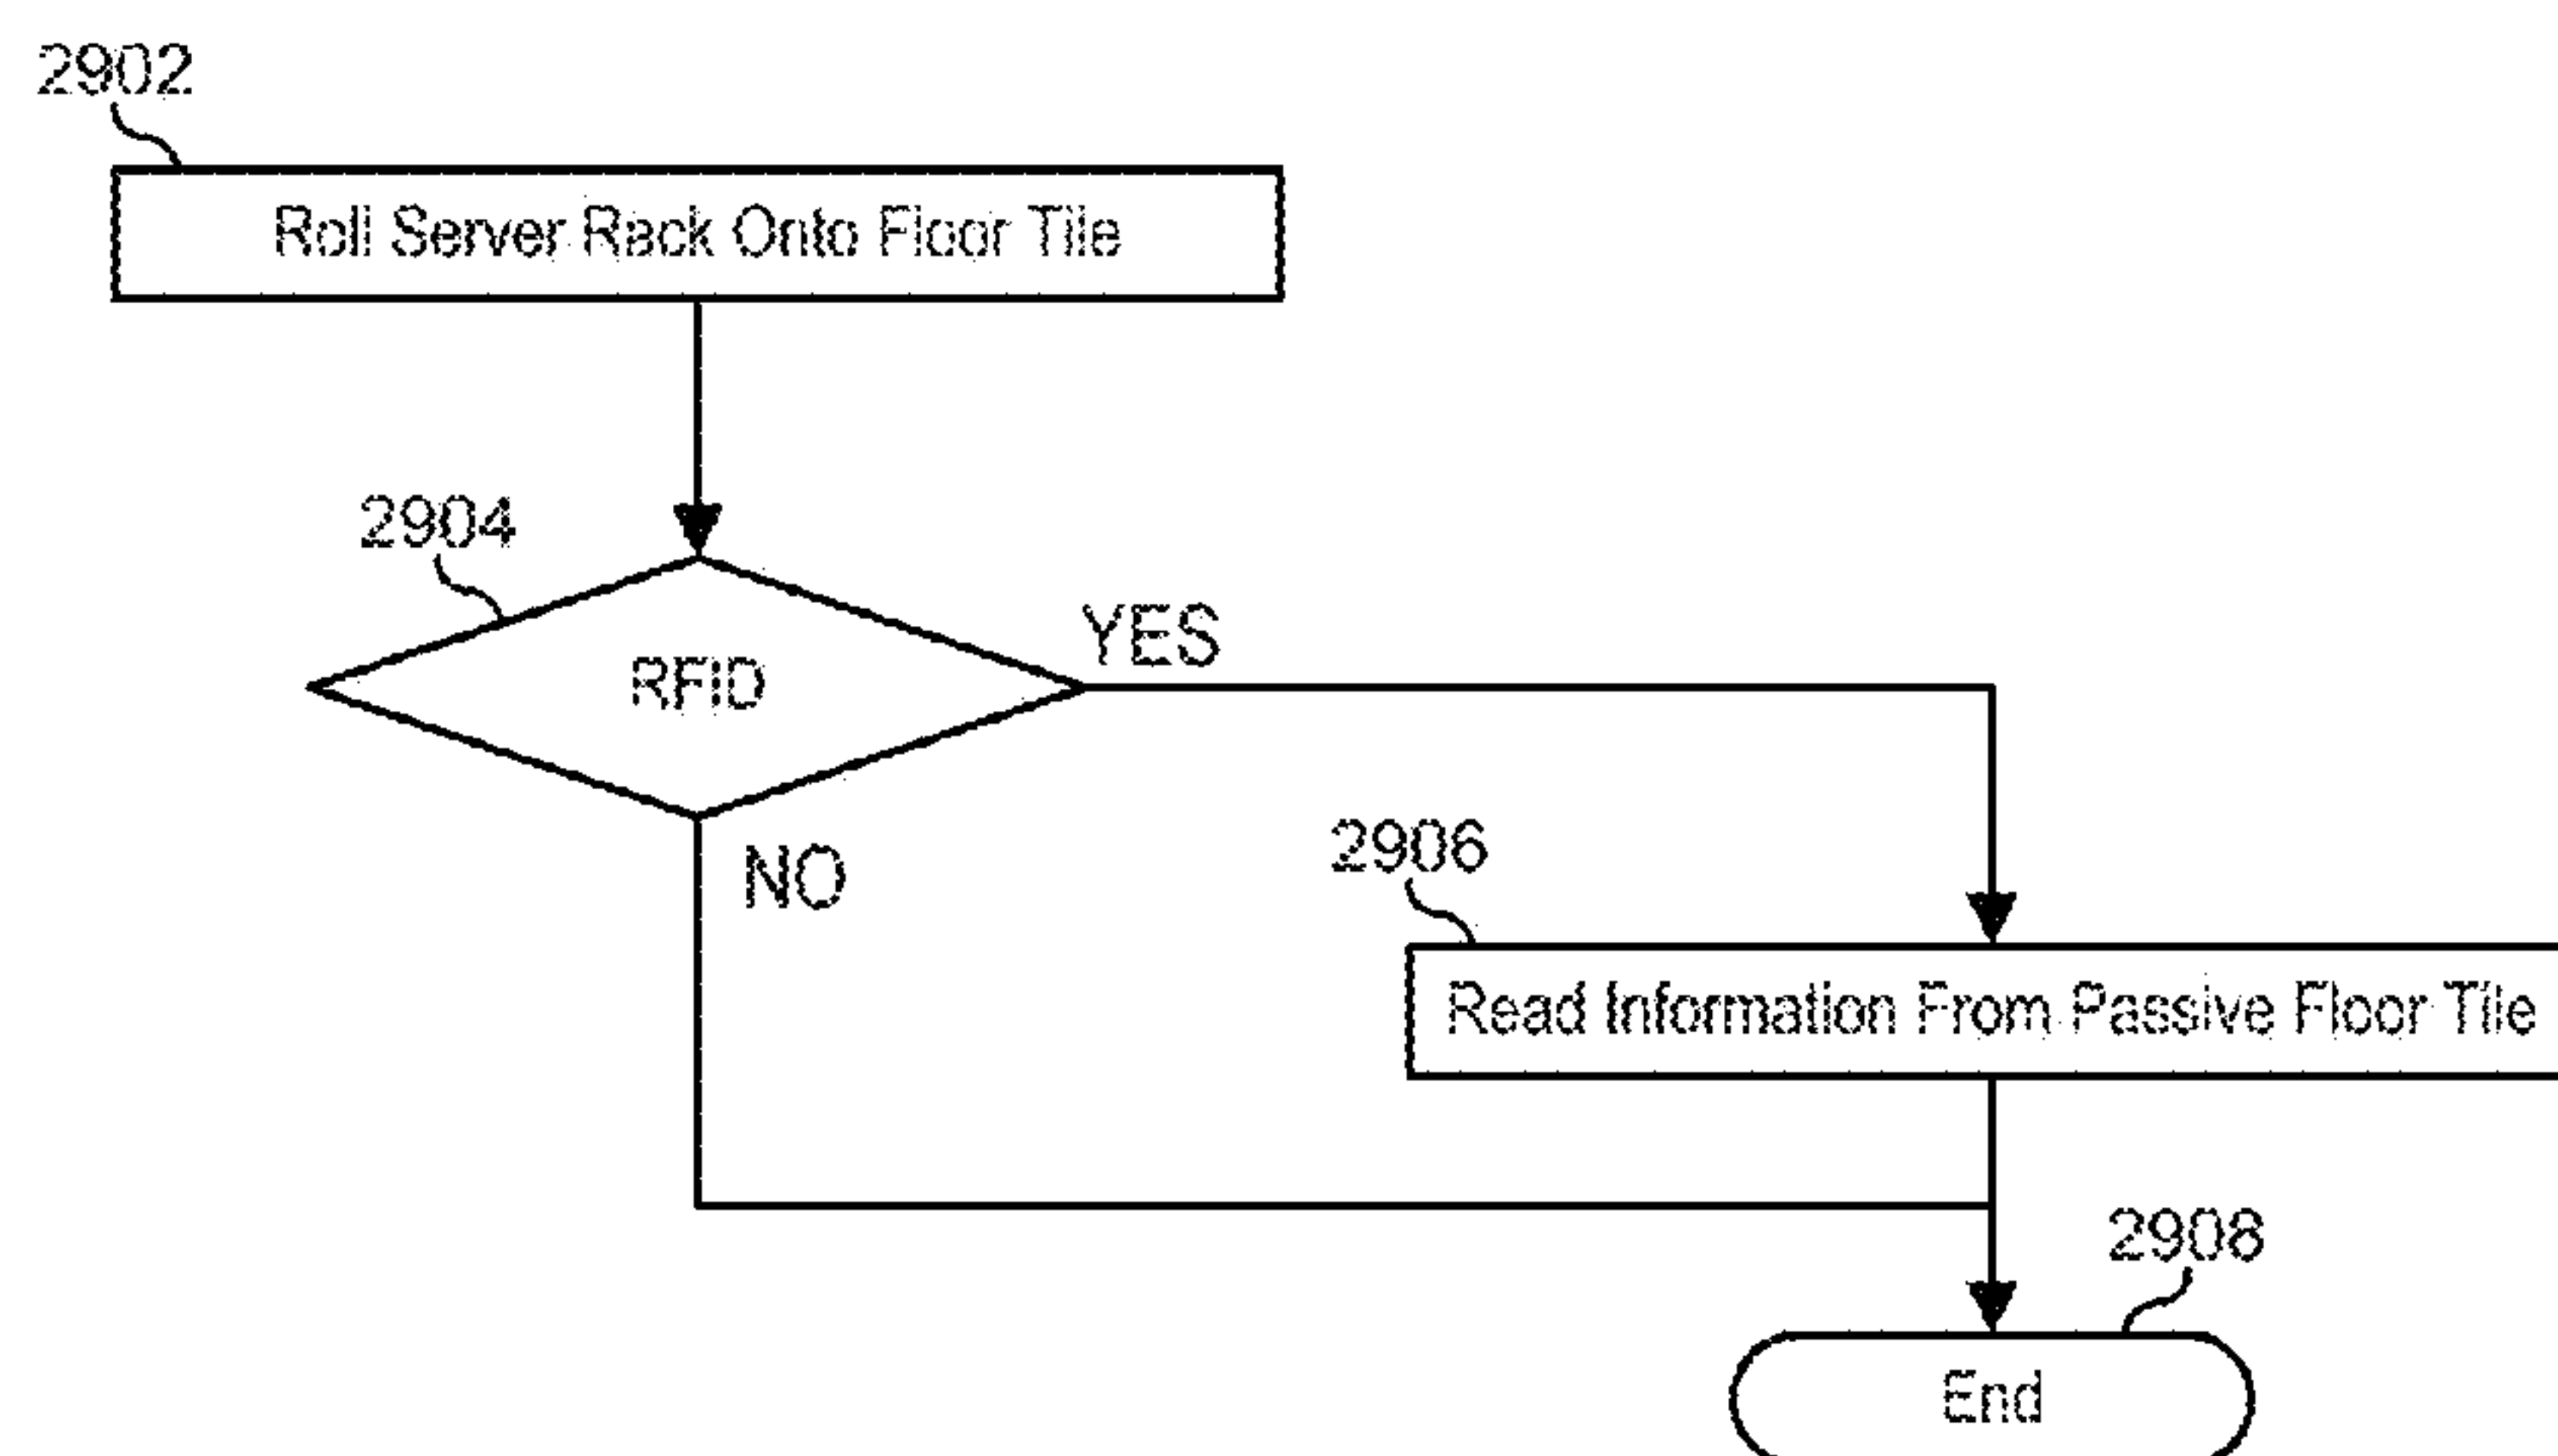 2902
Roll Server Rack Onto Floor Tile
2904
RFID
YES
NO
2906
Read Information From Passive Floor Tile
2908
End